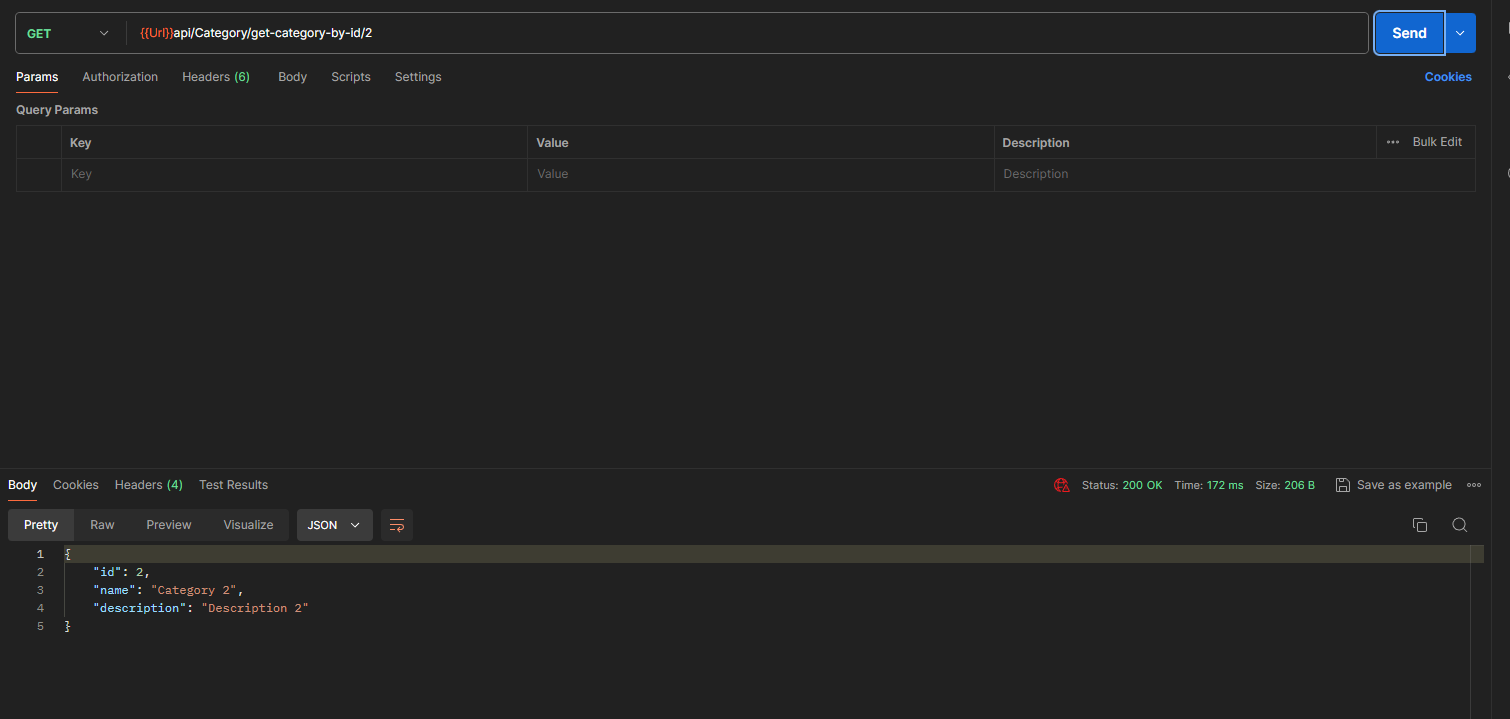 GET {{Url}}api/Category/get-category-by-id/2 Send
Params Authorization Headers (6) Body Scripts Settings Cookies
Query Params
Key Value Description Bulk Edit
Key Value Description
Body Cookies Headers (4) Test Results Status: 200 OK Time: 172 ms Size: 206 B Save as example
Pretty Raw Preview Visualize JSON
1 {
2 "id": 2,
3 "name": "Category 2",
4 "description": "Description 2"
5 }